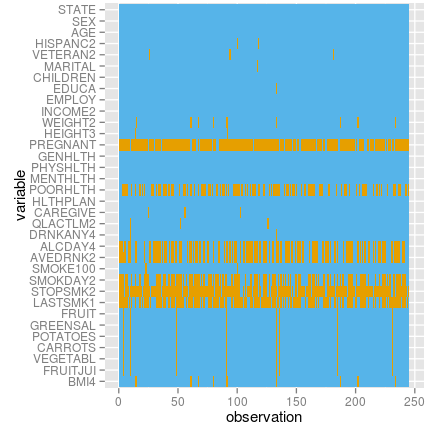 STATE
SEX
AGE
HISPANC2
VETERAN2
MARITAL
CHILDREN
EDUCA
EMPLOY
INCOME2
WEIGHT2
HEIGHT3
PREGNANT
GENHLTH
PHYSHLTH
MENTHLTH
POORHLTH
HLTHPLAN
CAREGIVE
QLACTLM2
DRNKANY4
ALCDAY4
AVEDRNK2
SMOKE100
SMOKDAY2
STOPSMK2
LASTSMK1
FRUIT
GREENSAL
POTATOES
CARROTS
VEGETABL
FRUITJUI
BMI4
variable
0 50 100 150 200 250
observation